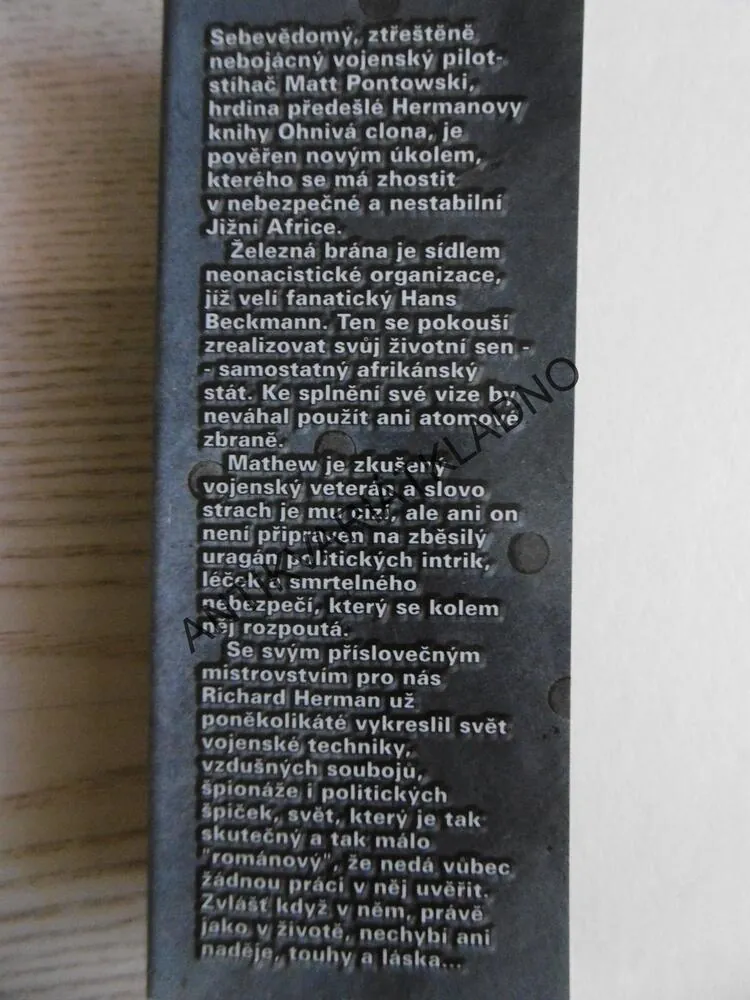 Sebevědomý, ztřeštěně
nebojácný vojenský pilot-
stíhač Matt Pontowski,
hrdina předešlé Hermanovy
knihy Ohnivá clona, je
pověřen novým úkolem,
kterého se má zhostit
v nebezpečné a nestabilní
Jižní Africe.
Železná brána je sídlem
neonacistické organizace,
jíž velí fanatický Hans
Beckmann. Ten se pokouší
zrealizovat svůj životní sen -
- samostatný afrikánský
stát. Ke splnění své vize by
neváhal použít ani atomové
zbraně.
Mathew je zkušený
vojenský veterán a slovo
strach je mu cizí, ale ani on
není připraven na zběsilý
uragán politických intrik,
léček a smrtelného
nebezpečí, který se kolem
něj rozpoutá.
Se svým příslovečným
mistrovstvím pro nás
Richard Herman už
poněkolikáté vykreslil svět
vojenské techniky,
vzdušných soubojů,
špionáže i politických
špiček, svět, který je tak
skutečný a tak málo
"románový", že nedá vůbec
žádnou práci v něj uvěřit.
Zvlášť když v něm, právě
jako v životě, nechybí ani
naděje, touhy a láska...
ANTIKVARIÁT KLADNO